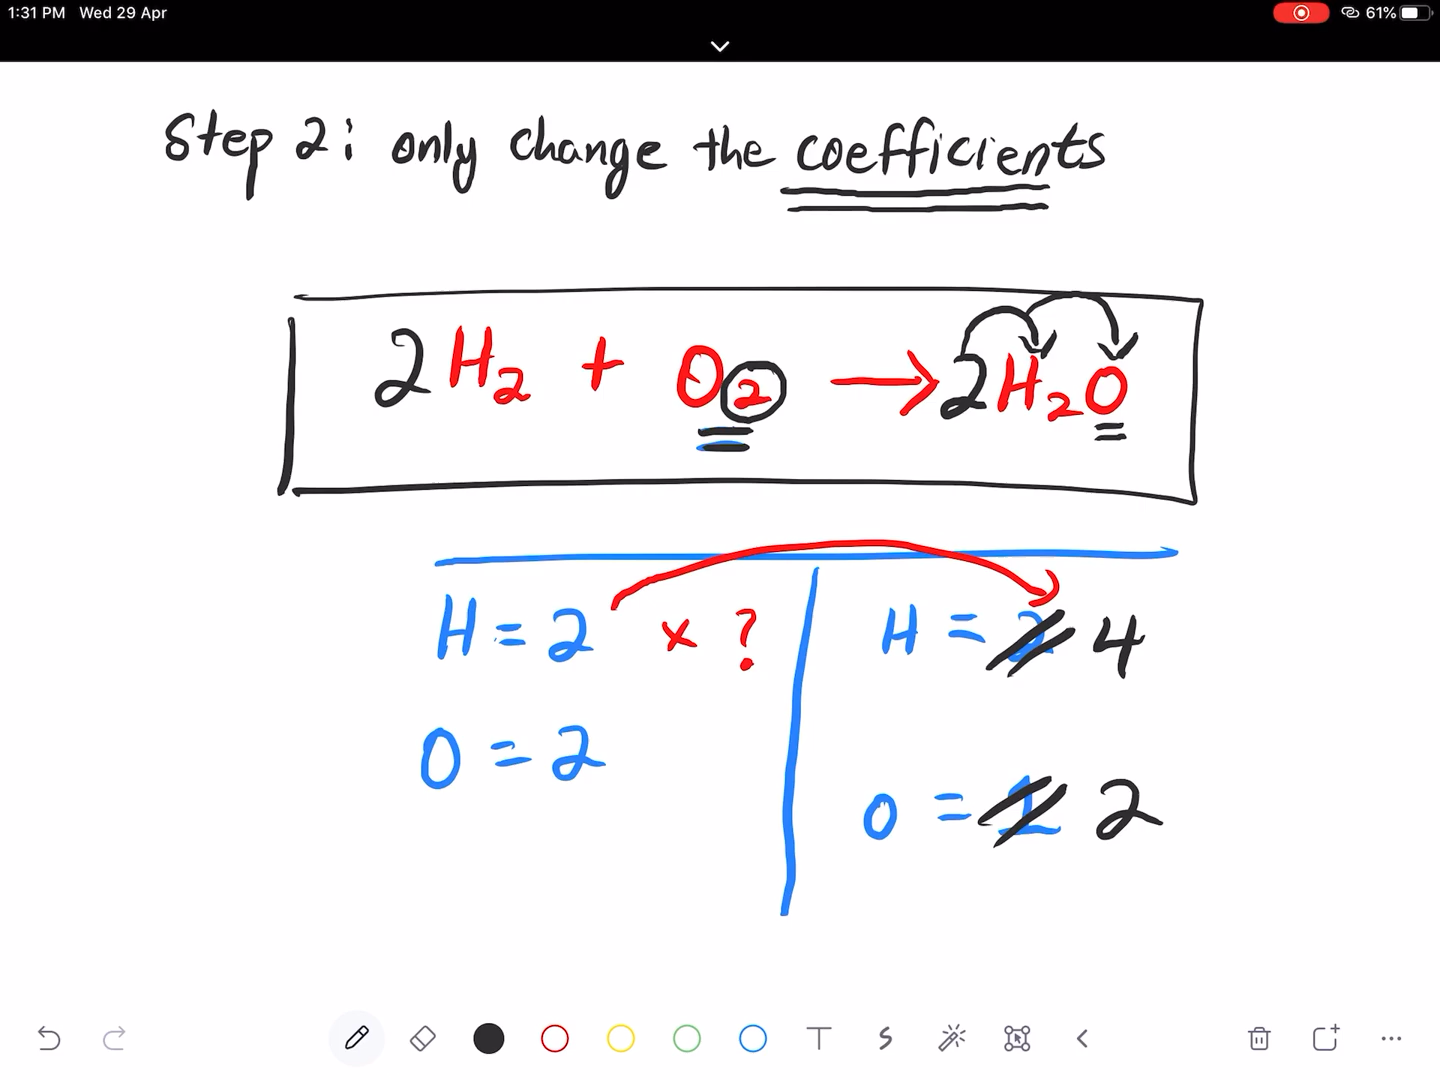 1:31 PM Wed 29 Apr 61%
Step 2: only change the coefficients
2H₂ + O₂ → 2H₂O
H = 2 × ? H = 2 4
O = 2
O = 1 2
T